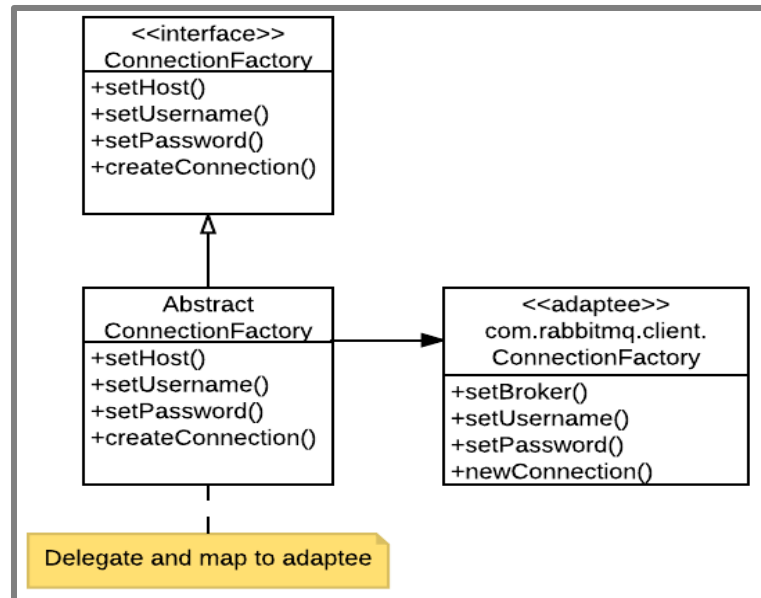 <<interface>>
ConnectionFactory
+setHost()
+setUsername()
+setPassword()
+createConnection()
Abstract
ConnectionFactory
+setHost()
+setUsername()
+setPassword()
+createConnection()
<<adaptee>>
com.rabbitmq.client.
ConnectionFactory
+setBroker()
+setUsername()
+setPassword()
+newConnection()
Delegate and map to adaptee